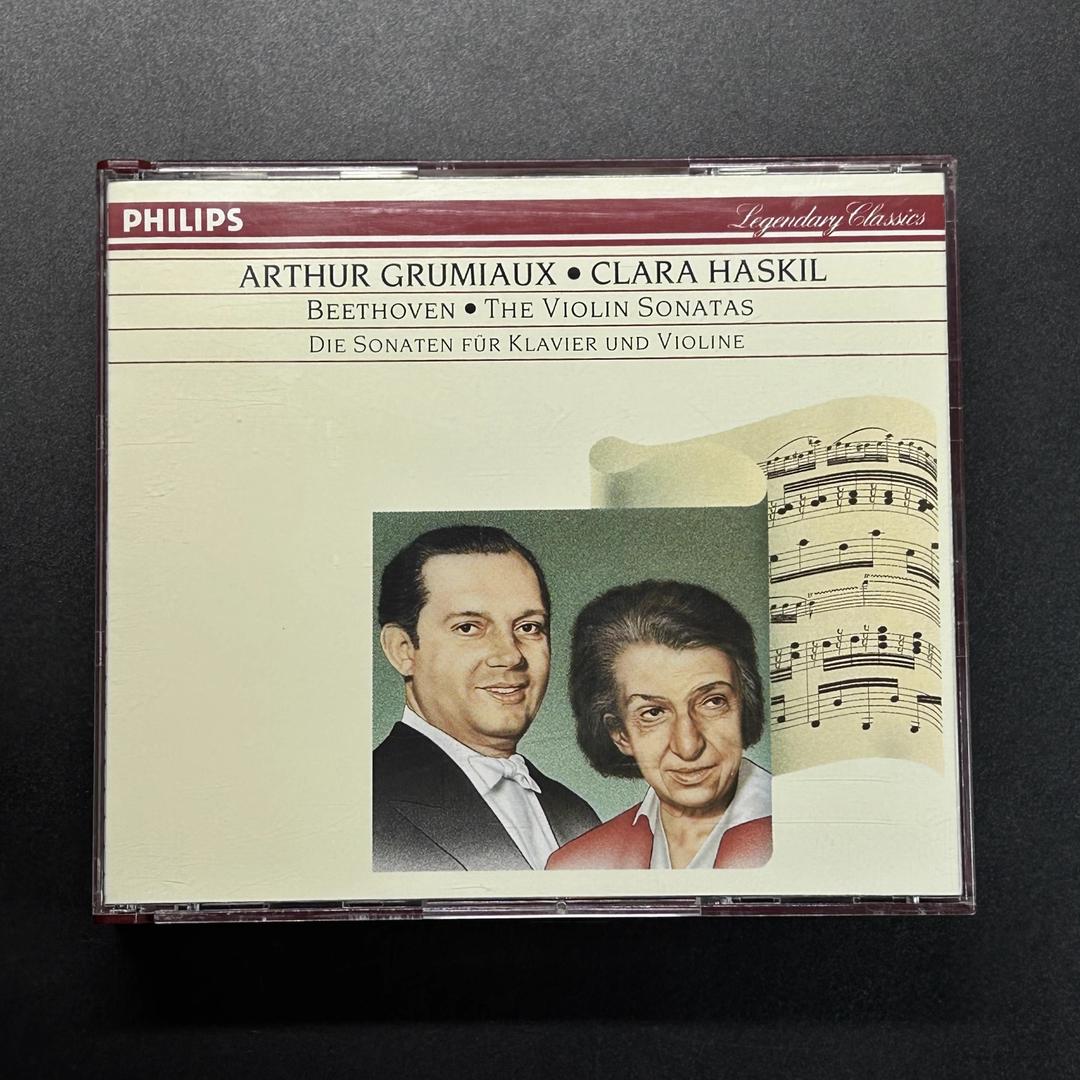 PHILIPS Legendary Classics
ARTHUR GRUMIAUX • CLARA HASKIL
BEETHOVEN • THE VIOLIN SONATAS
DIE SONATEN FÜR KLAVIER UND VIOLINE